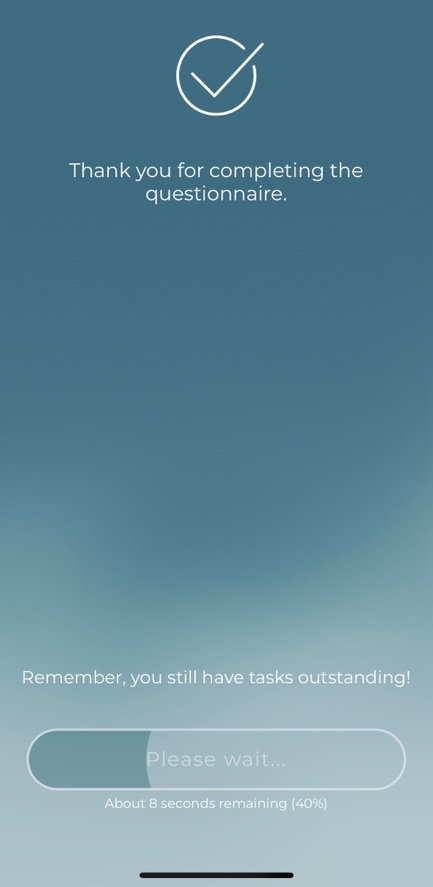 Thank you for completing the
questionnaire.
Remember, you still have tasks outstanding!
Please wait...
About 8 seconds remaining (40%)